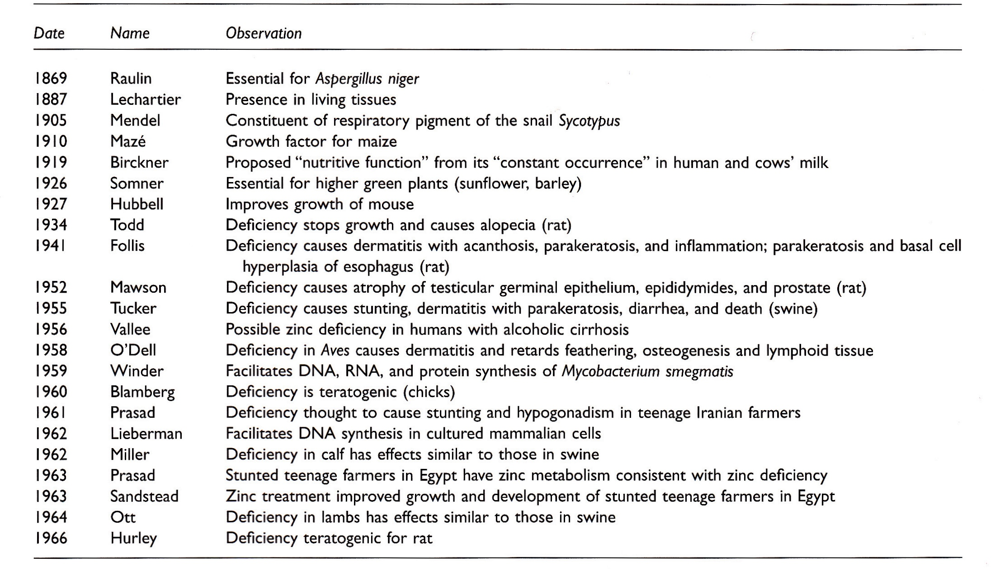 Date Name Observation
1869 Raulin Essential for Aspergillus niger
1887 Lechartier Presence in living tissues
1905 Mendel Constituent of respiratory pigment of the snail Sycotypus
1910 Mazé Growth factor for maize
1919 Birckner Proposed “nutritive function” from its “constant occurrence” in human and cows’ milk
1926 Somner Essential for higher green plants (sunflower, barley)
1927 Hubbell Improves growth of mouse
1934 Todd Deficiency stops growth and causes alopecia (rat)
1941 Follis Deficiency causes dermatitis with acanthosis, parakeratosis, and inflammation; parakeratosis and basal cell
hyperplasia of esophagus (rat)
1952 Mawson Deficiency causes atrophy of testicular germinal epithelium, epididymides, and prostate (rat)
1955 Tucker Deficiency causes stunting, dermatitis with parakeratosis, diarrhea, and death (swine)
1956 Vallee Possible zinc deficiency in humans with alcoholic cirrhosis
1958 O’Dell Deficiency in Aves causes dermatitis and retards feathering, osteogenesis and lymphoid tissue
1959 Winder Facilitates DNA, RNA, and protein synthesis of Mycobacterium smegmatis
1960 Blamberg Deficiency is teratogenic (chicks)
1961 Prasad Deficiency thought to cause stunting and hypogonadism in teenage Iranian farmers
1962 Lieberman Facilitates DNA synthesis in cultured mammalian cells
1962 Miller Deficiency in calf has effects similar to those in swine
1963 Prasad Stunted teenage farmers in Egypt have zinc metabolism consistent with zinc deficiency
1963 Sandstead Zinc treatment improved growth and development of stunted teenage farmers in Egypt
1964 Ott Deficiency in lambs has effects similar to those in swine
1966 Hurley Deficiency teratogenic for rat